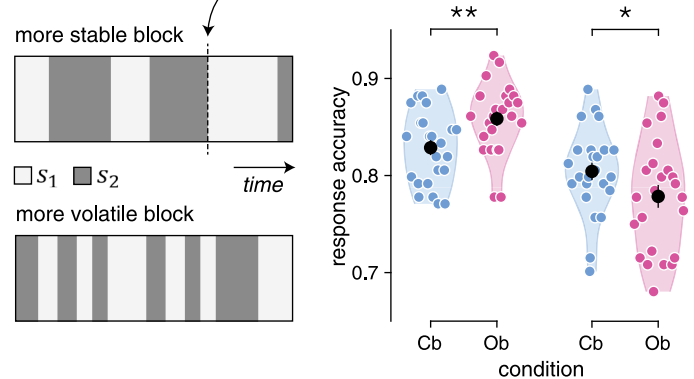 more stable block
s₁ s₂
time
more volatile block
** *
response accuracy
0.9
0.8
0.7
Cb Ob Cb Ob
condition